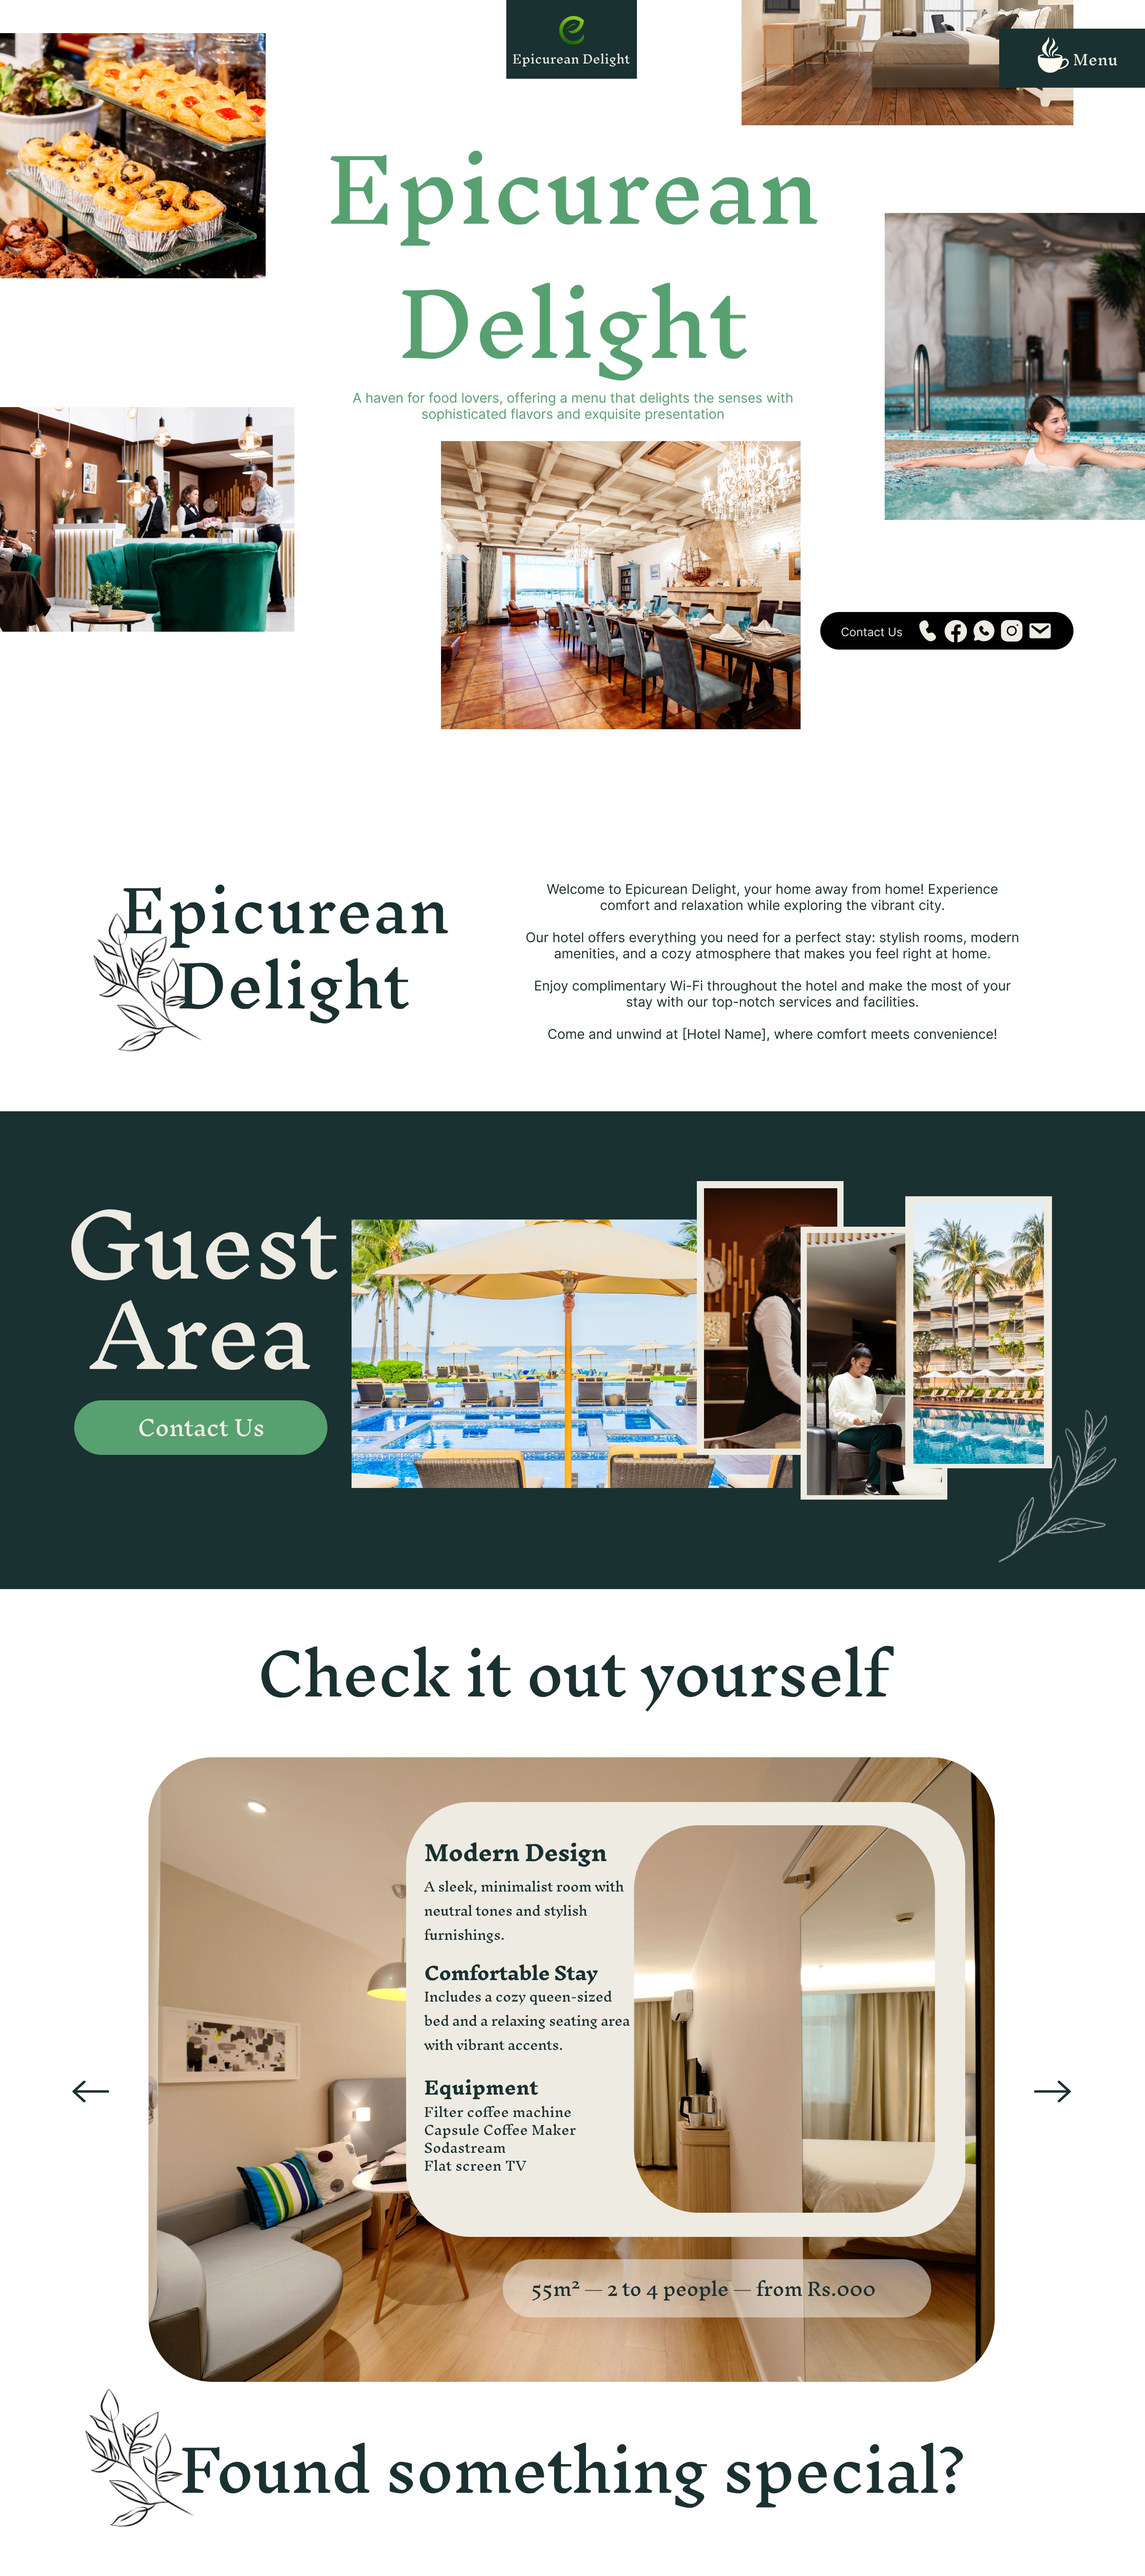 Epicurean Delight
Menu
Epicurean
Delight
A haven for food lovers, offering a menu that delights the senses with
sophisticated flavors and exquisite presentation
Contact Us
Epicurean
Delight
Welcome to Epicurean Delight, your home away from home! Experience
comfort and relaxation while exploring the vibrant city.
Our hotel offers everything you need for a perfect stay: stylish rooms, modern
amenities, and a cozy atmosphere that makes you feel right at home.
Enjoy complimentary Wi-Fi throughout the hotel and make the most of your
stay with our top-notch services and facilities.
Come and unwind at [Hotel Name], where comfort meets convenience!
Guest
Area
Contact Us
Check it out yourself
Modern Design
A sleek, minimalist room with
neutral tones and stylish
furnishings.
Comfortable Stay
Includes a cozy queen-sized
bed and a relaxing seating area
with vibrant accents.
Equipment
Filter coffee machine
Capsule Coffee Maker
Sodastream
Flat screen TV
55m² — 2 to 4 people — from Rs.000
Found something special?